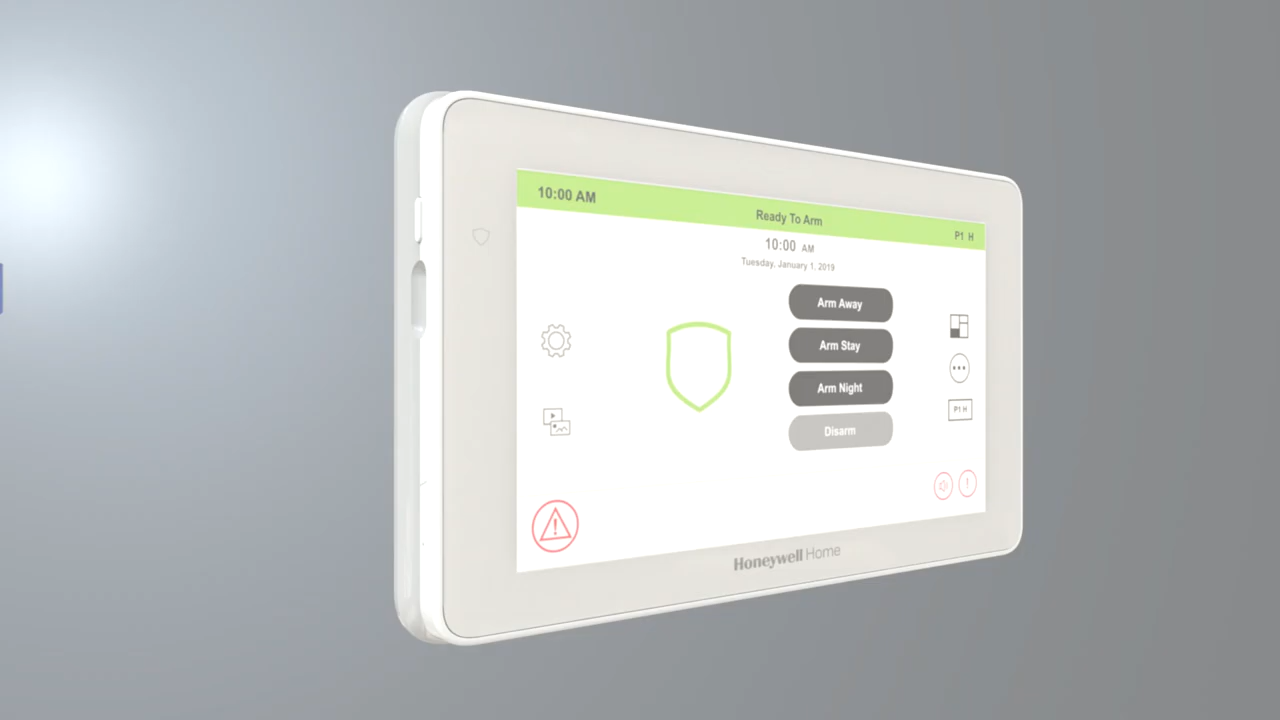 10:00 AM
Ready To Arm
P1 H
10:00 AM
Tuesday, January 1, 2019
Arm Away
Arm Stay
Arm Night
Disarm
P1 H
Honeywell Home